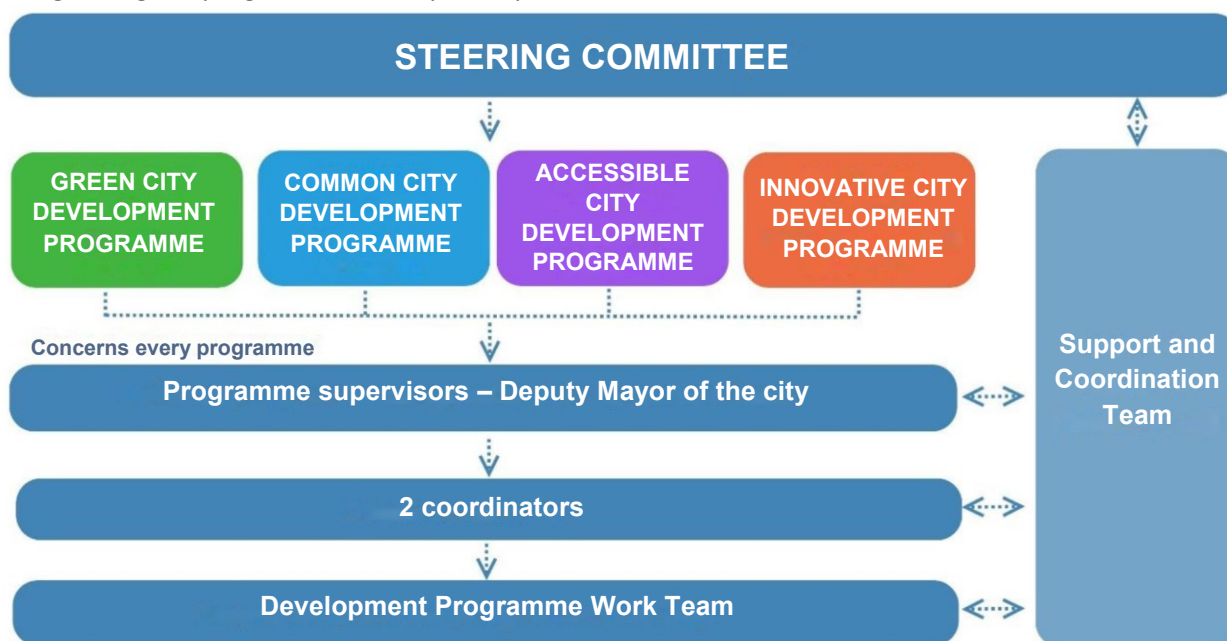 STEERING COMMITTEE
GREEN CITY
DEVELOPMENT
PROGRAMME
COMMON CITY
DEVELOPMENT
PROGRAMME
ACCESSIBLE
CITY
DEVELOPMENT
PROGRAMME
INNOVATIVE CITY
DEVELOPMENT
PROGRAMME
Concerns every programme
Programme supervisors – Deputy Mayor of the city
2 coordinators
Development Programme Work Team
Support and
Coordination
Team